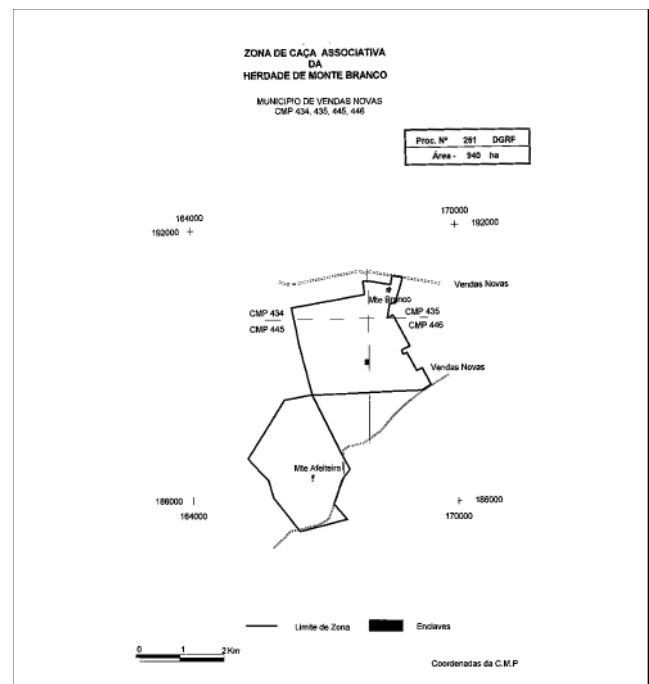 ZONA DE CAÇA ASSOCIATIVA
DA
HERDADE DE MONTE BRANCO
MUNICIPIO DE VENDAS NOVAS
CMP 434, 435, 445, 446
Proc. Nº 261 DGRF
Área - 940 ha
164000
192000
170000
192000
Vendas Novas
Mte Branco
CMP 434
CMP 435
CMP 445
CMP 446
Vendas Novas
Mte Afeiteira
186000
164000
186000
170000
Limite de Zona
Enclaves
0 1 2Km
Coordenadas da C.M.P